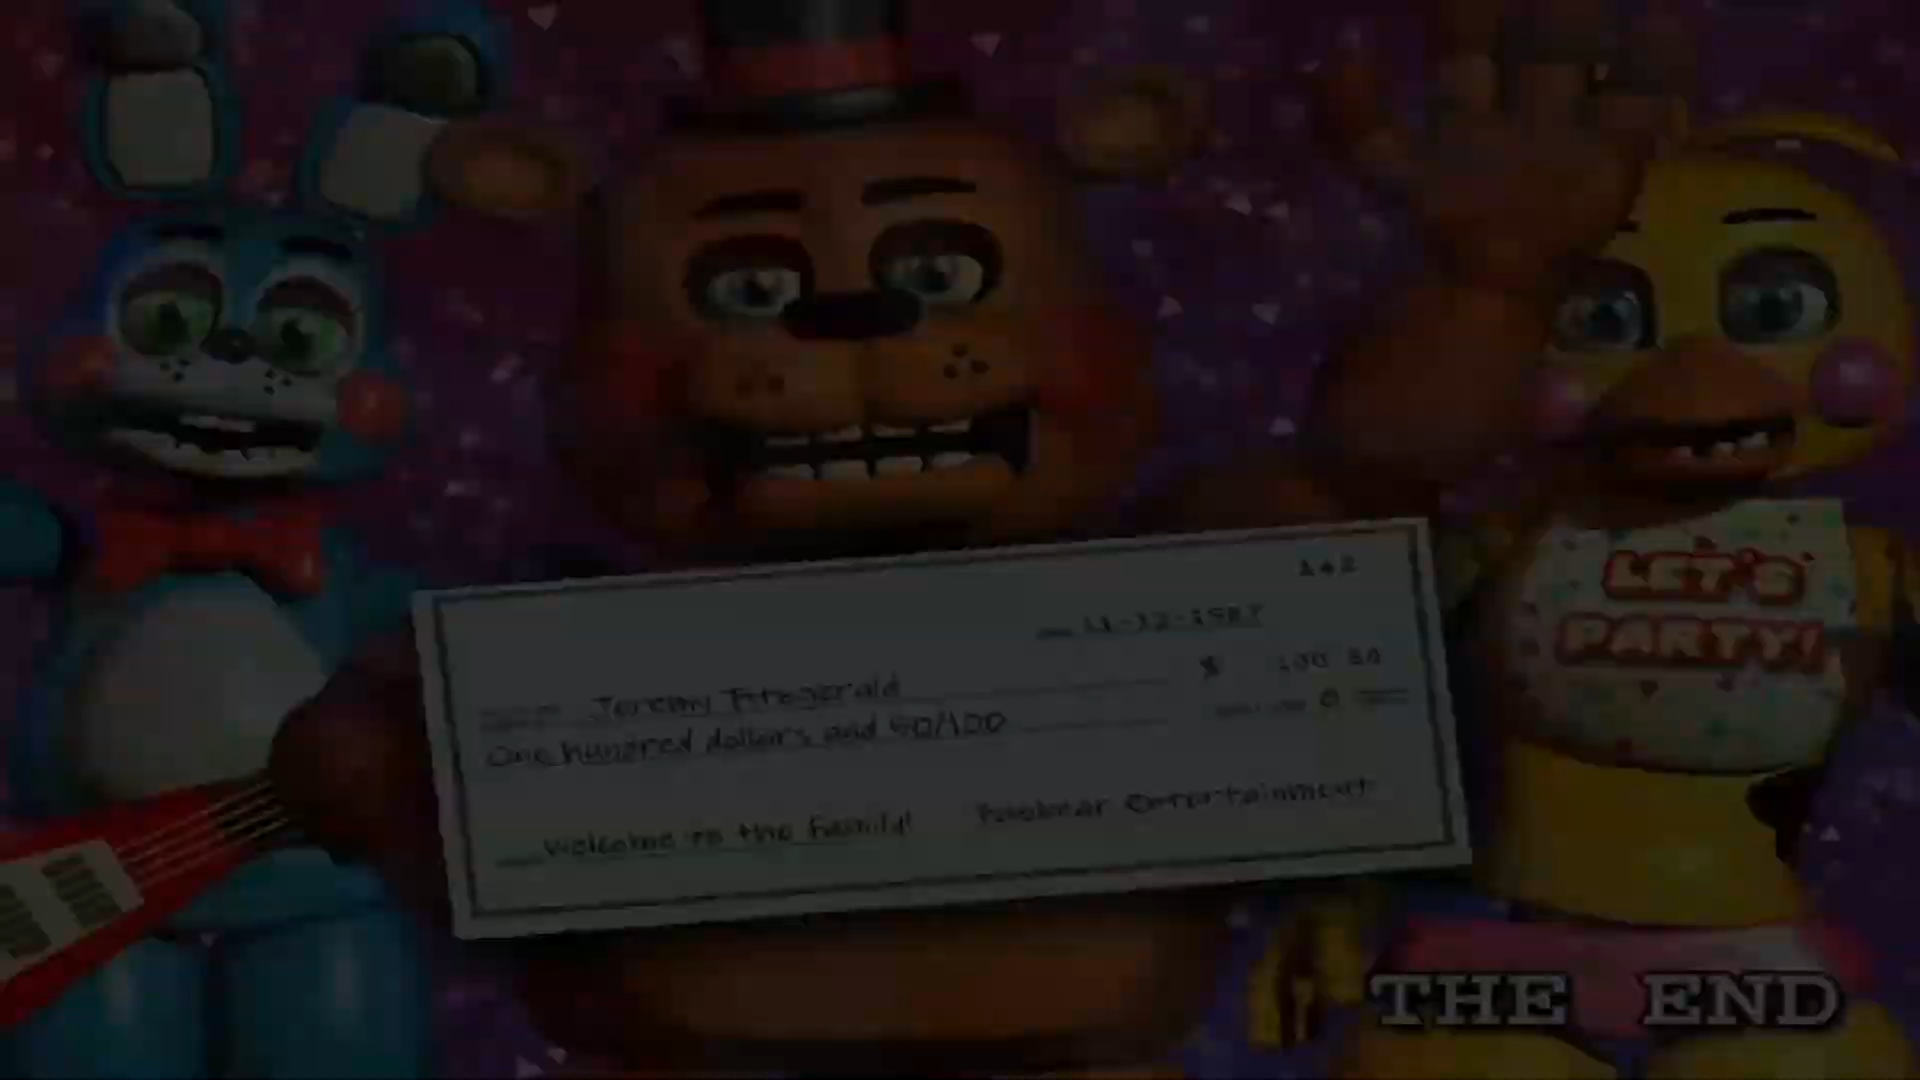 LET'S
PARTY!
142
11-12-1987
Jeremy Fitzgerald
$ 100.50
One hundred dollars and 50/100
Welcome to the family!
Fazbear Entertainment
THE END